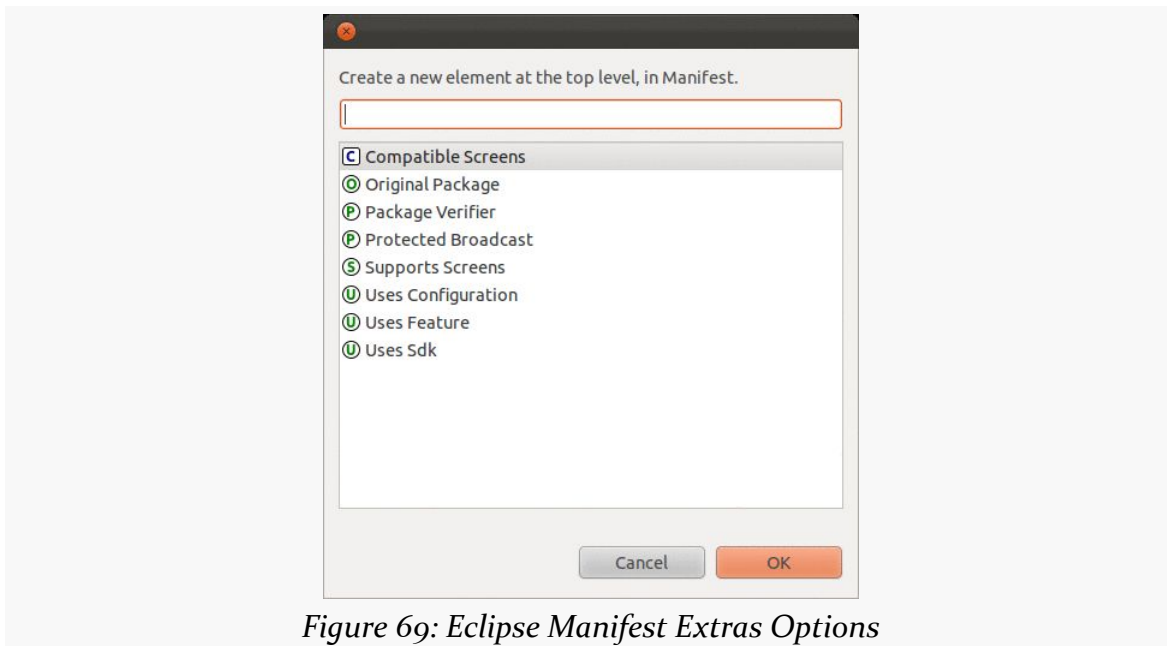 Create a new element at the top level, in Manifest.
C Compatible Screens
O Original Package
P Package Verifier
P Protected Broadcast
S Supports Screens
U Uses Configuration
U Uses Feature
U Uses Sdk
Cancel OK
Figure 69: Eclipse Manifest Extras Options